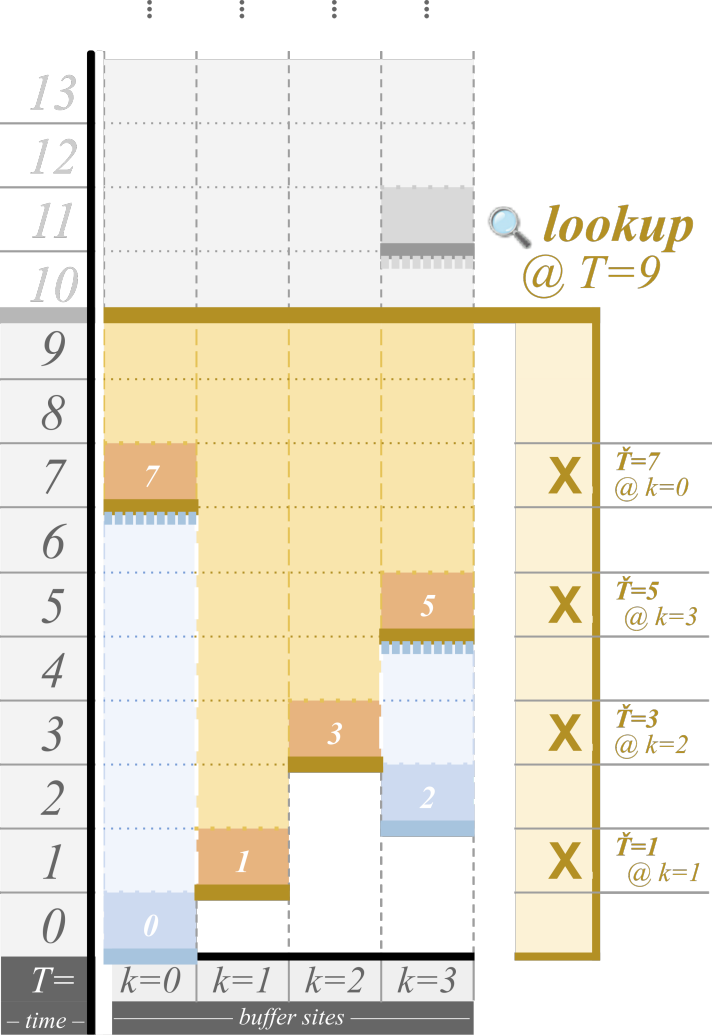 13
12
11
10
lookup
@ T=9
9
8
7
7
Ť=7
@ k=0
6
5
5
Ť=5
@ k=3
4
3
3
Ť=3
@ k=2
2
2
1
1
Ť=1
@ k=1
0
0
X
X
X
X
T= k=0 k=1 k=2 k=3
– time – buffer sites